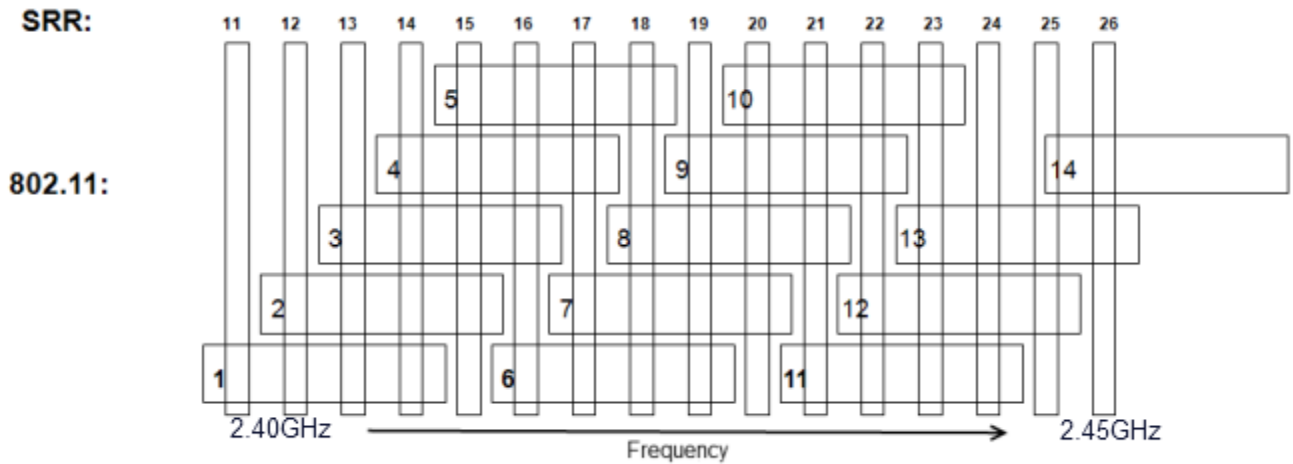 SRR: 11 12 13 14 15 16 17 18 19 20 21 22 23 24 25 26
5 10
802.11: 4 9 14
3 8 13
2 7 12
1 6 11
2.40GHz 2.45GHz
Frequency